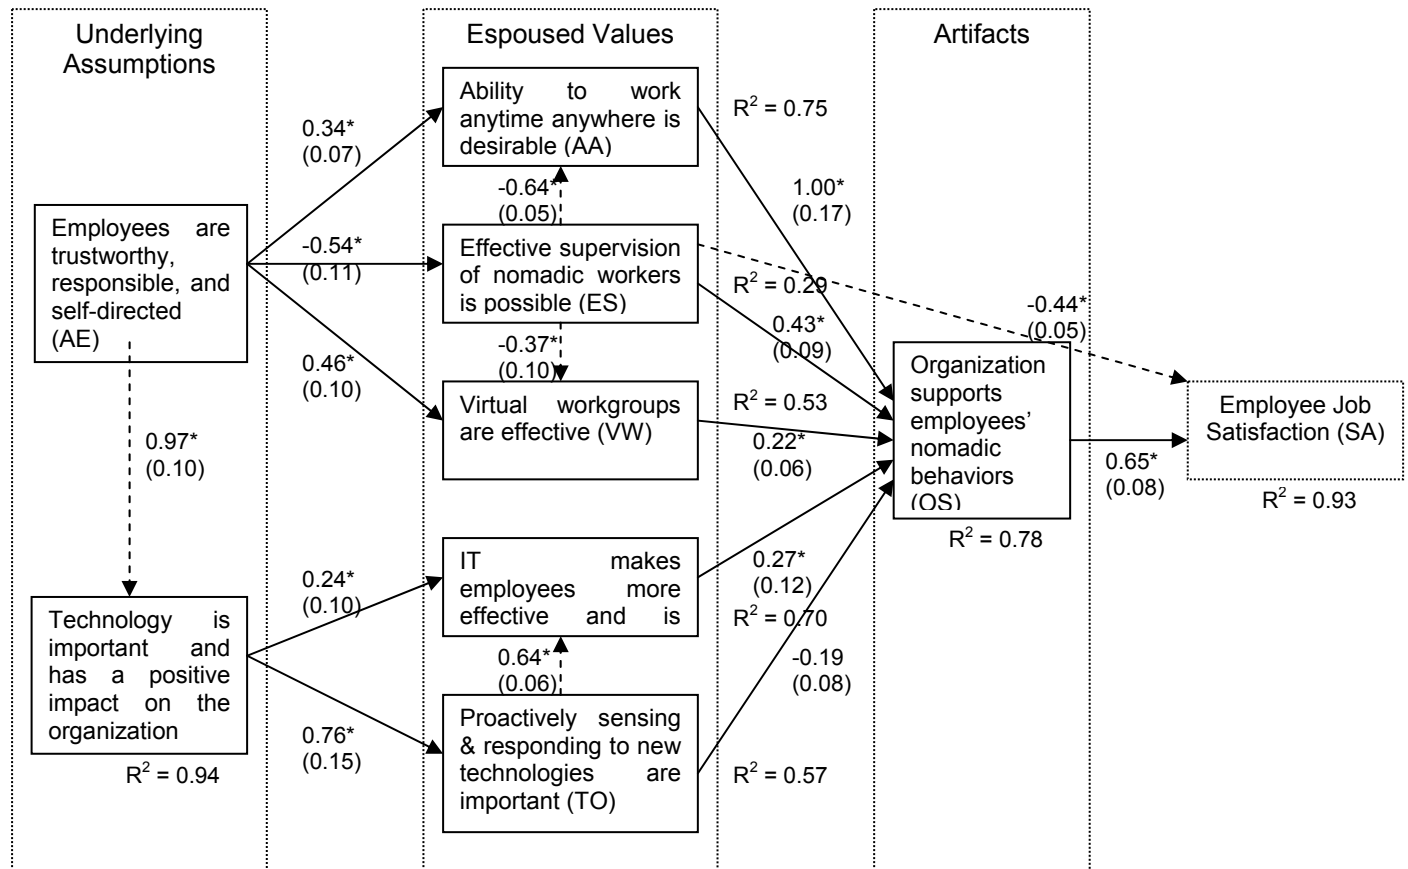 Underlying
Assumptions
Espoused Values
Artifacts
Ability to work
anytime anywhere is
desirable (AA)
R² = 0.75
0.34*
(0.07)
1.00*
(0.17)
-0.64*
(0.05)
Employees are
trustworthy,
responsible, and
self-directed
(AE)
-0.54*
(0.11)
Effective supervision
of nomadic workers
is possible (ES)
R² = 0.29
-0.44*
(0.05)
0.43*
(0.09)
-0.37*
(0.10)
0.46*
(0.10)
Virtual workgroups
are effective (VW)
R² = 0.53
0.22*
(0.06)
Organization
supports
employees’
nomadic
behaviors
(OS)
R² = 0.78
Employee Job
Satisfaction (SA)
0.65*
(0.08)
R² = 0.93
0.97*
(0.10)
IT makes
employees more
effective and is
0.27*
(0.12)
R² = 0.70
0.24*
(0.10)
Technology is
important and
has a positive
impact on the
organization
R² = 0.94
0.64*
(0.06)
-0.19
(0.08)
0.76*
(0.15)
Proactively sensing
& responding to new
technologies are
important (TO)
R² = 0.57